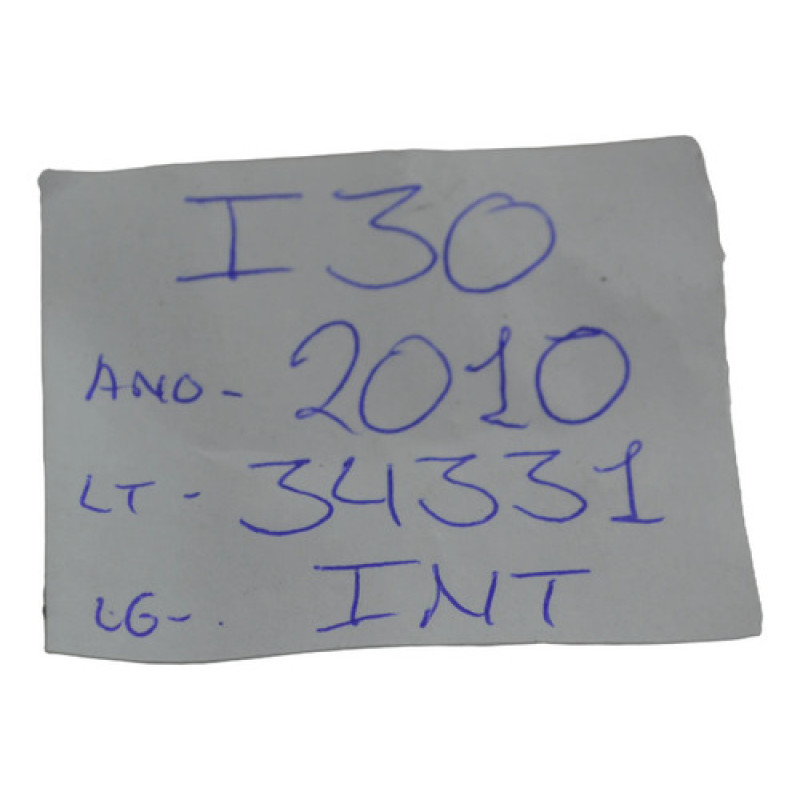 I30
ANO- 2010
LT- 34331
LG-. INT